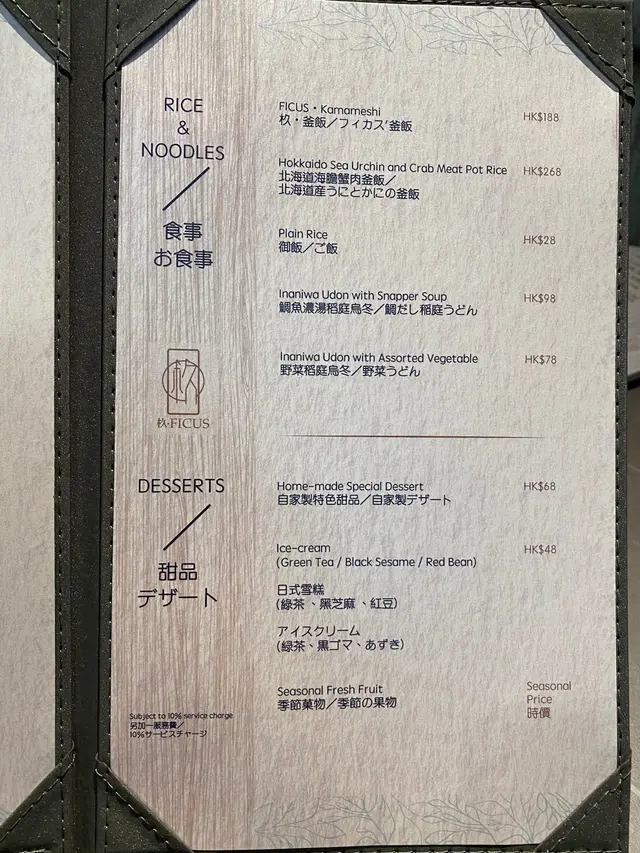 RICE
&
NOODLES
食事
お食事
FICUS・Kamameshi HK$188
杦・釜飯／フィカス’釜飯
Hokkaido Sea Urchin and Crab Meat Pot Rice HK$268
北海道海膽蟹肉釜飯／
北海道産うにとかにの釜飯
Plain Rice HK$28
御飯／ご飯
Inaniwa Udon with Snapper Soup HK$98
鯛魚濃湯稻庭烏冬／鯛だし稲庭うどん
Inaniwa Udon with Assorted Vegetable HK$78
野菜稻庭烏冬／野菜うどん
杦
杦·FICUS
DESSERTS
甜品
デザート
Home-made Special Dessert HK$68
自家製特色甜品／自家製デザート
Ice-cream HK$48
(Green Tea / Black Sesame / Red Bean)
日式雪糕
(綠茶 、黑芝麻 、紅豆)
アイスクリーム
(緑茶、黒ゴマ、あずき)
Seasonal Fresh Fruit
季節菓物／季節の果物
Seasonal
Price
時價
Subject to 10% service charge
另加一服務費／
10%サービスチャージ